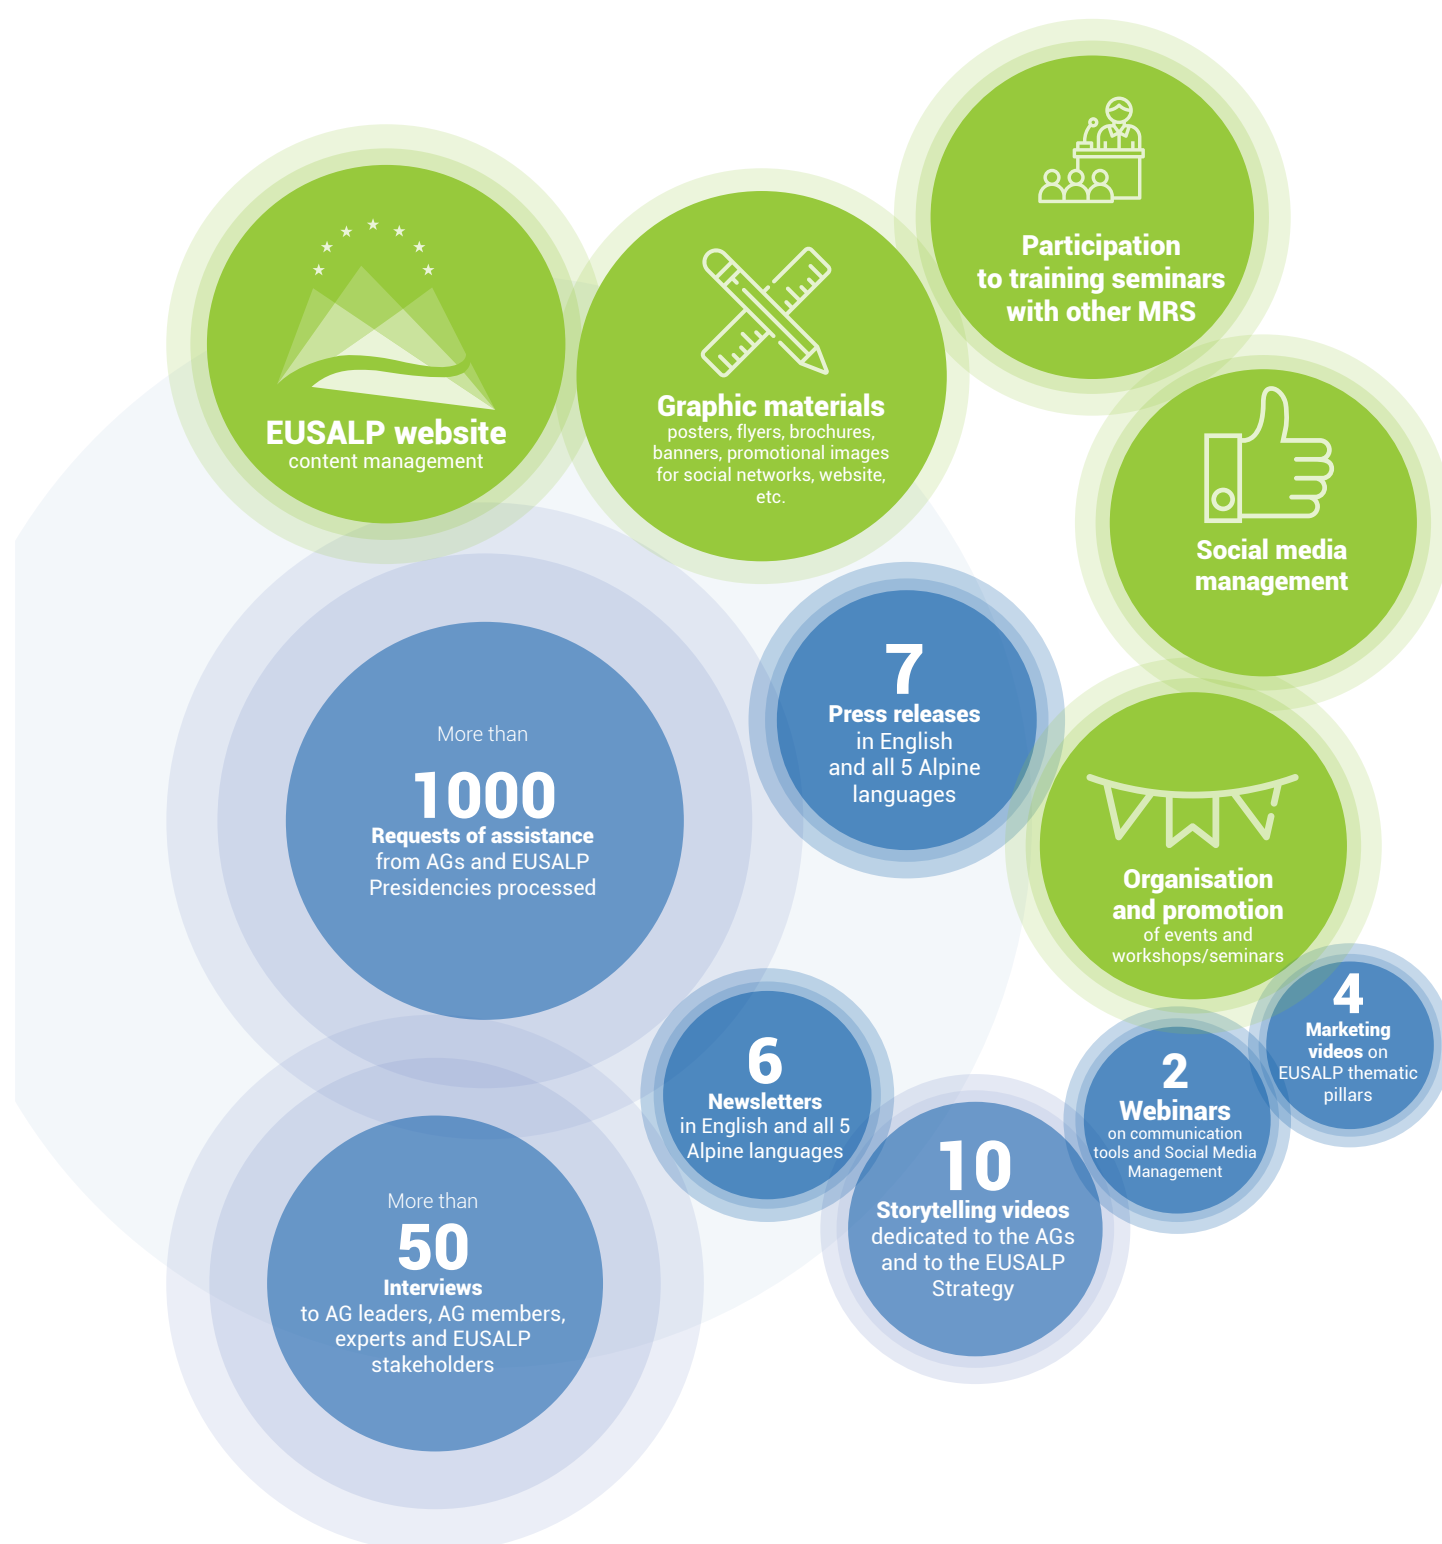 Participation
to training seminars
with other MRS
EUSALP website
content management
Graphic materials
posters, flyers, brochures,
banners, promotional images
for social networks, website,
etc.
Social media
management
7
Press releases
in English
and all 5 Alpine
languages
More than
1000
Requests of assistance
from AGs and EUSALP
Presidencies processed
Organisation
and promotion
of events and
workshops/seminars
4
Marketing
videos on
EUSALP thematic
pillars
6
Newsletters
in English and all 5
Alpine languages
2
Webinars
on communication
tools and Social Media
Management
10
Storytelling videos
dedicated to the AGs
and to the EUSALP
Strategy
More than
50
Interviews
to AG leaders, AG members,
experts and EUSALP
stakeholders